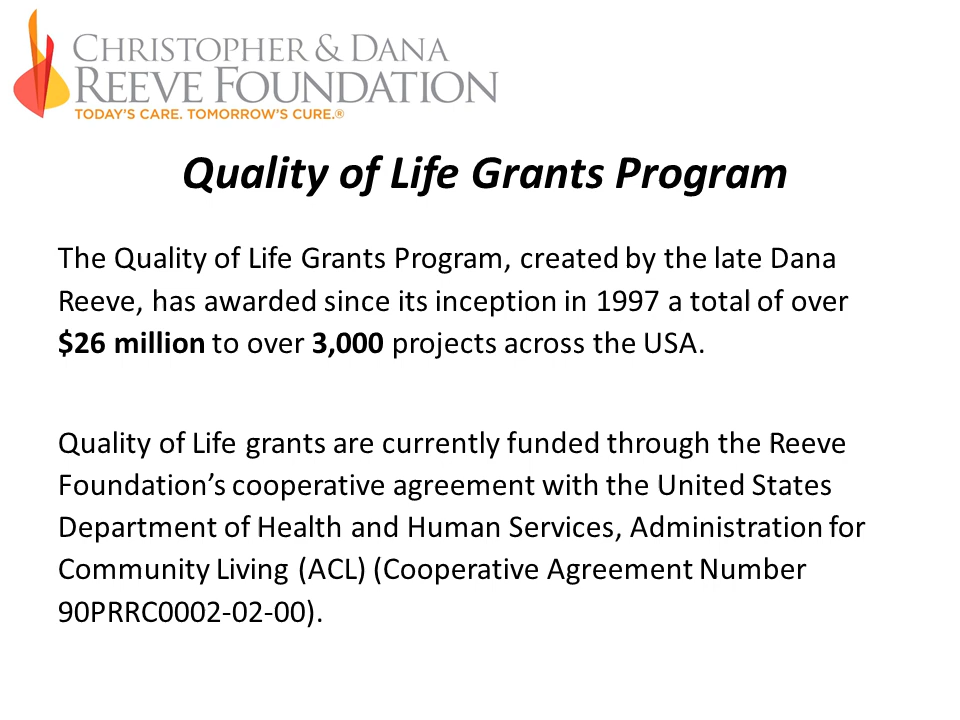 CHRISTOPHER & DANA
REEVE FOUNDATION
TODAY'S CARE. TOMORROW'S CURE.®
Quality of Life Grants Program
The Quality of Life Grants Program, created by the late Dana
Reeve, has awarded since its inception in 1997 a total of over
$26 million to over 3,000 projects across the USA.
Quality of Life grants are currently funded through the Reeve
Foundation’s cooperative agreement with the United States
Department of Health and Human Services, Administration for
Community Living (ACL) (Cooperative Agreement Number
90PRRC0002-02-00).